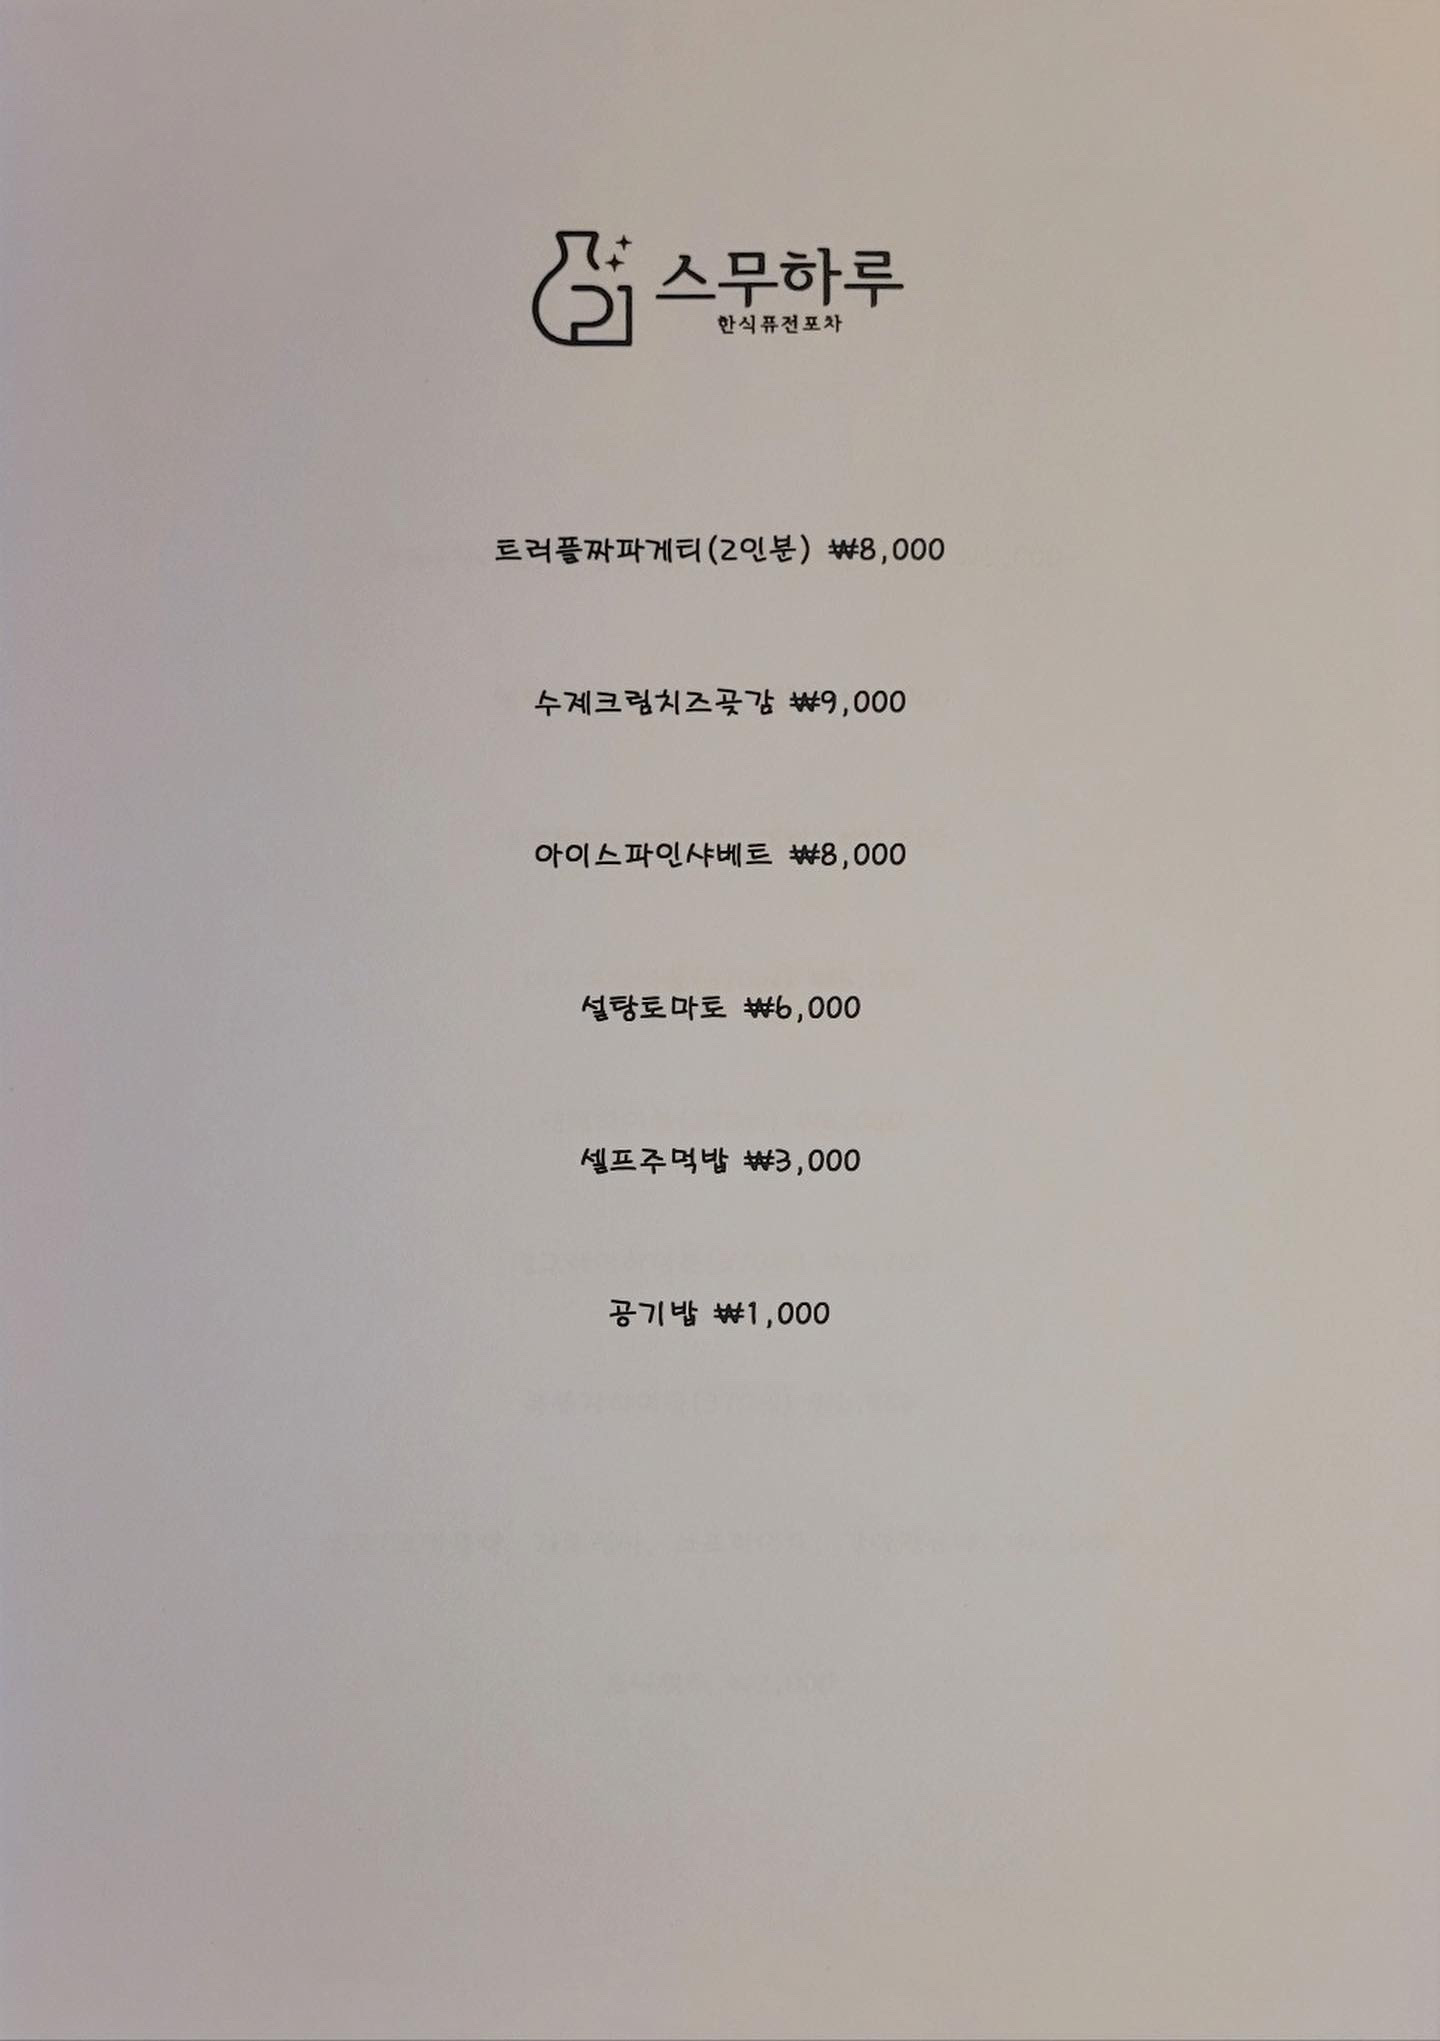 스무하루
한식퓨전포차
트러플짜파게티(2인분) ₩8,000
수제크림치즈곶감 ₩9,000
아이스파인샤베트 ₩8,000
설탕토마토 ₩6,000
셀프주먹밥 ₩3,000
공기밥 ₩1,000